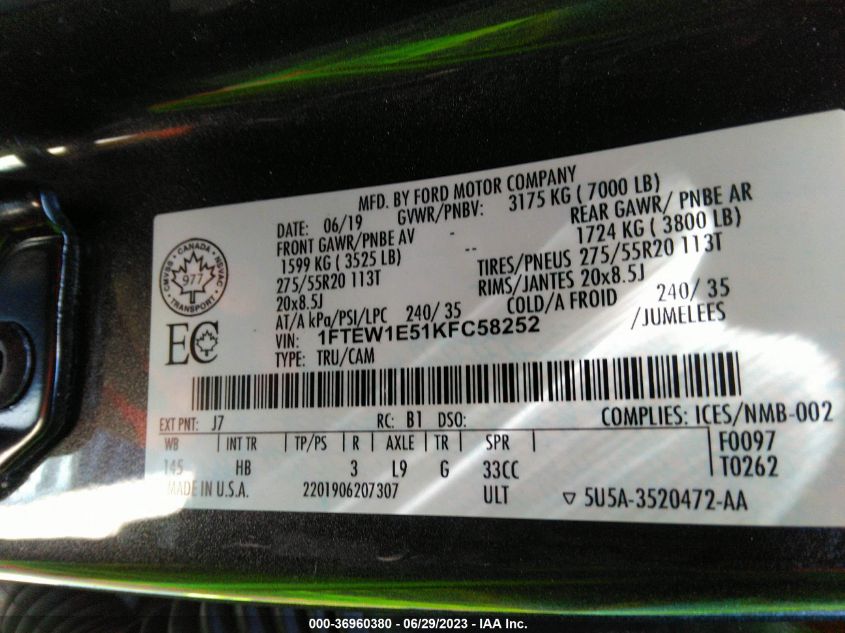 MFD. BY FORD MOTOR COMPANY
DATE: 06/19 GVWR/PNBV: 3175 KG ( 7000 LB)
FRONT GAWR/PNBE AV - REAR GAWR/ PNBE AR
1599 KG ( 3525 LB) -- 1724 KG ( 3800 LB)
275/55R20 113T TIRES/PNEUS 275/55R20 113T
20x8.5J RIMS/JANTES 20x8.5J
AT/A kPa/PSI/LPC 240/ 35 COLD/A FROID 240/ 35
VIN: 1FTEW1E51KFC58252 /JUMELEES
TYPE: TRU/CAM
CMVSS · CANADA · NSVAC · TRANSPORT
977
EC
EXT PNT: J7 RC: B1 DSO: COMPLIES: ICES/NMB-002
WB INT TR TP/PS R AXLE TR SPR F0097
145 HB 3 L9 G 33CC T0262
MADE IN U.S.A. 2201906207307 ULT ▽ 5U5A-3520472-AA
000-36960380 - 06/29/2023 - IAA Inc.